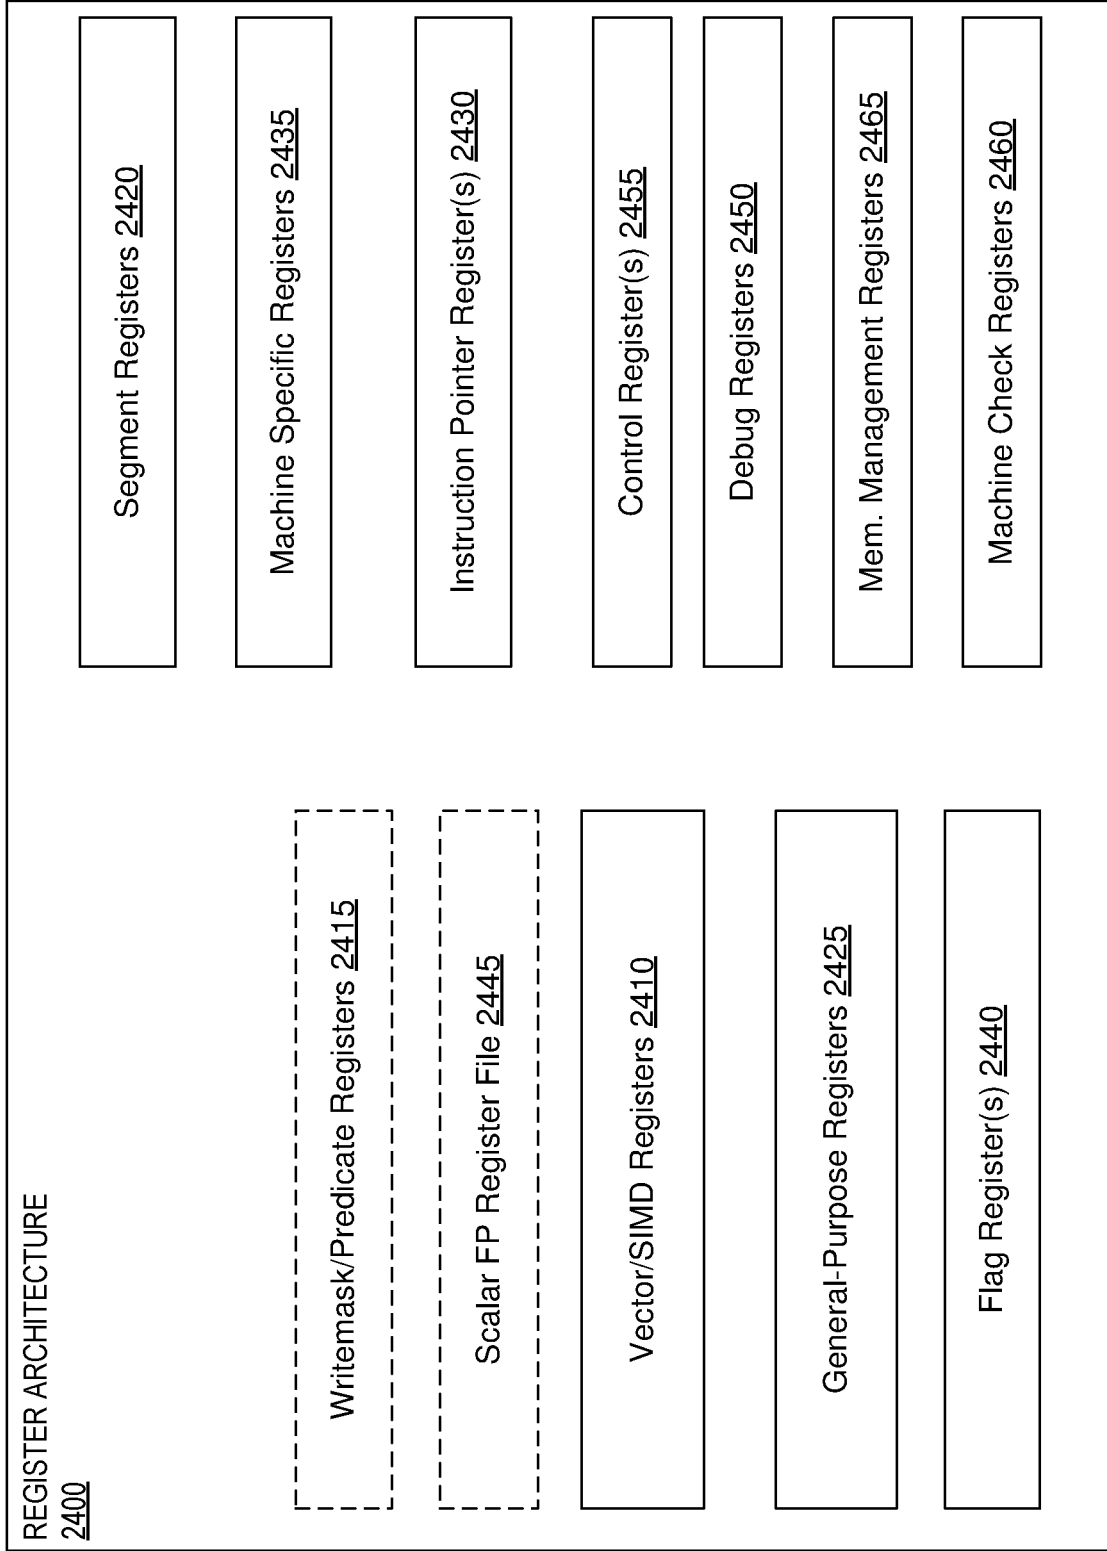 REGISTER ARCHITECTURE
2400
Writemask/Predicate Registers 2415
Scalar FP Register File 2445
Vector/SIMD Registers 2410
General-Purpose Registers 2425
Flag Register(s) 2440
Segment Registers 2420
Machine Specific Registers 2435
Instruction Pointer Register(s) 2430
Control Register(s) 2455
Debug Registers 2450
Mem. Management Registers 2465
Machine Check Registers 2460